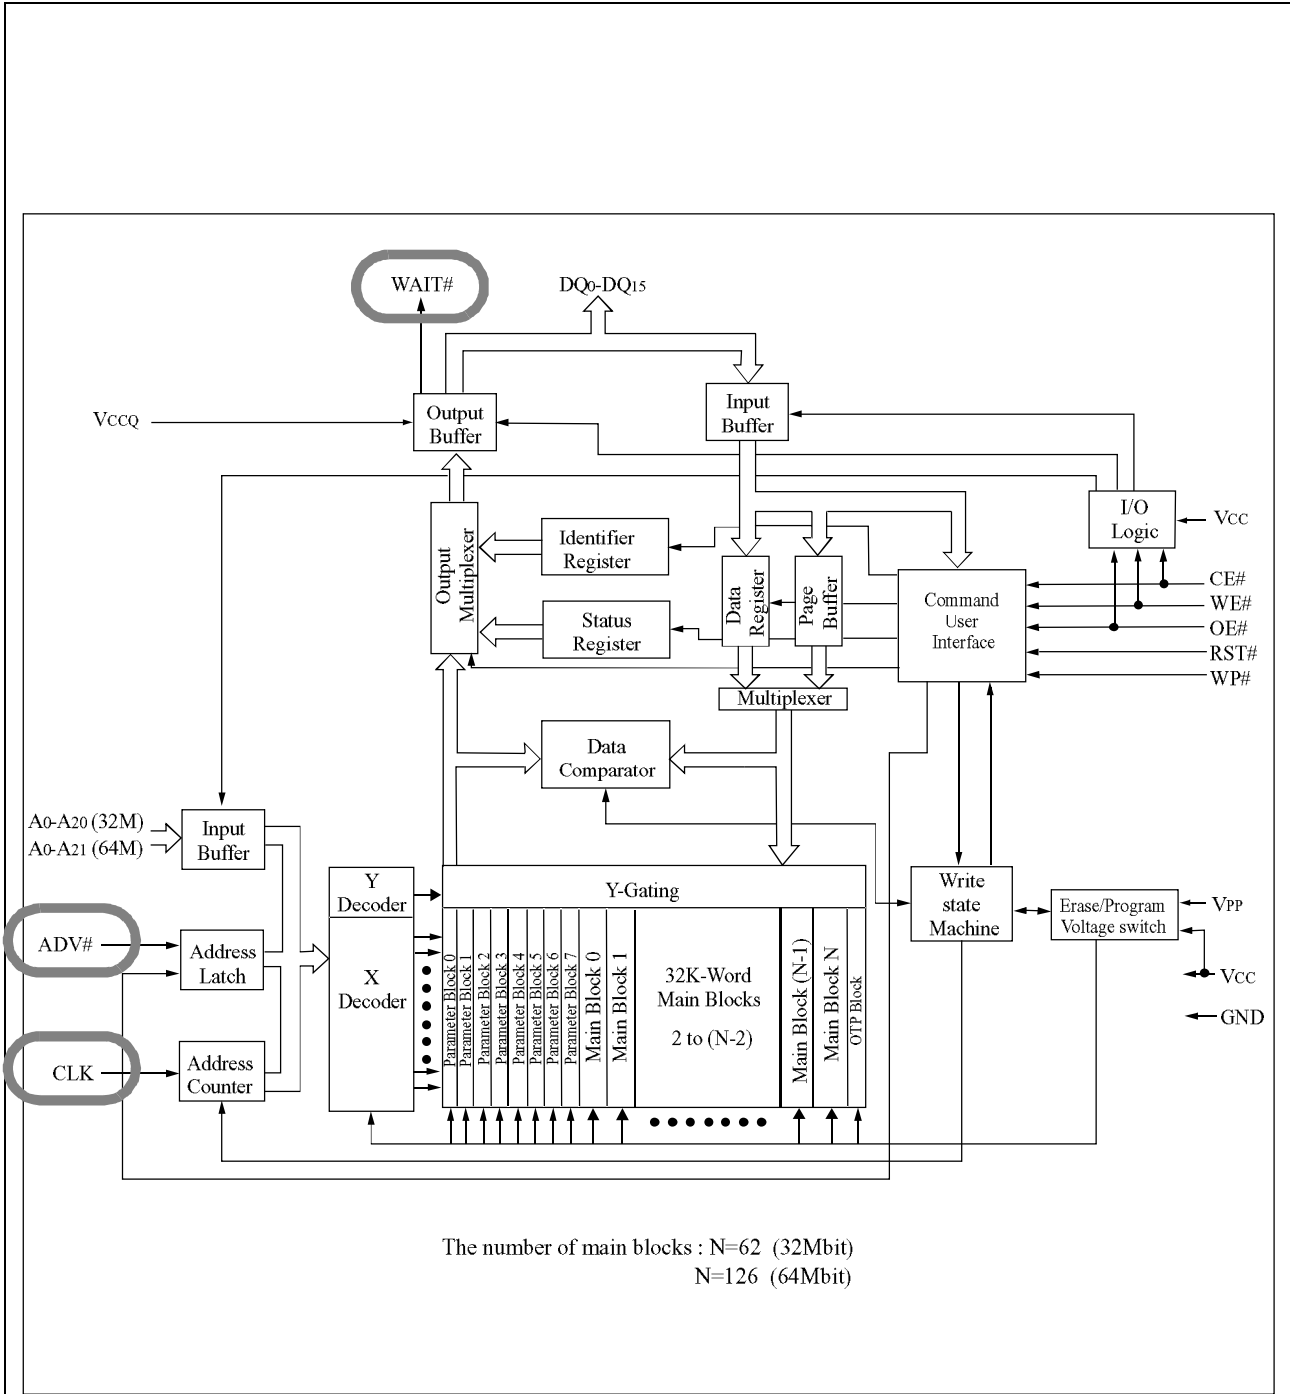 WAIT#
DQ0-DQ15
VCCQ
Output
Buffer
Input
Buffer
I/O
Logic
VCC
Output
Multiplexer
Identifier
Register
Status
Register
Data
Register
Page
Buffer
Command
User
Interface
CE#
WE#
OE#
RST#
WP#
Multiplexer
Data
Comparator
A0-A20 (32M)
A0-A21 (64M)
Input
Buffer
Y
Decoder
Y-Gating
Write
state
Machine
Erase/Program
Voltage switch
VPP
VCC
GND
ADV#
Address
Latch
X
Decoder
CLK
Address
Counter
Parameter Block 0
Parameter Block 1
Parameter Block 2
Parameter Block 3
Parameter Block 4
Parameter Block 5
Parameter Block 6
Parameter Block 7
Main Block 0
Main Block 1
32K-Word
Main Blocks
2 to (N-2)
Main Block (N-1)
Main Block N
OTP Block
The number of main blocks : N=62 (32Mbit)
N=126 (64Mbit)